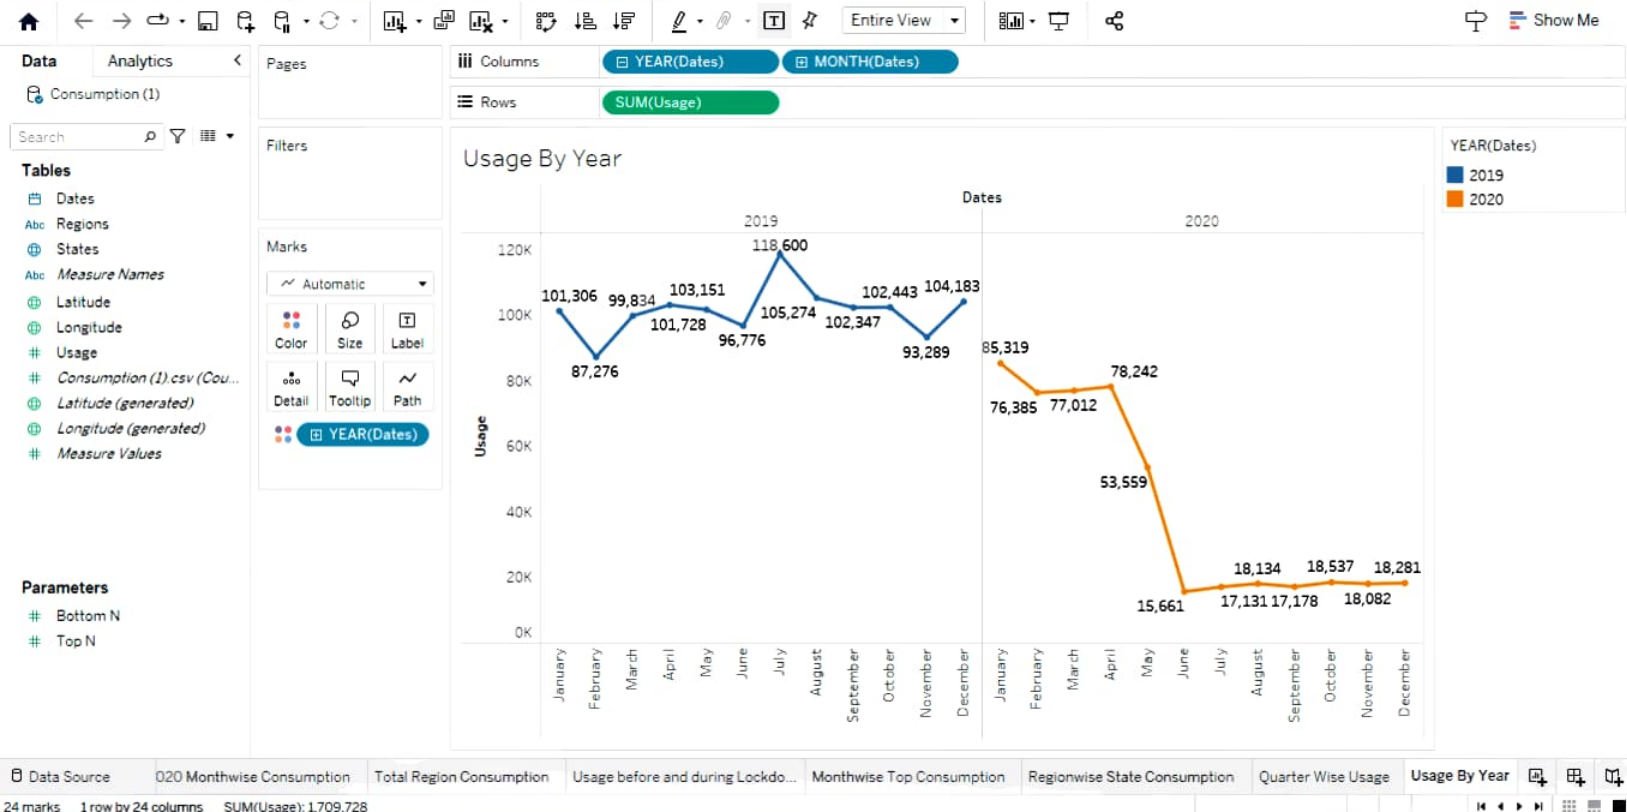 Entire View
Show Me
Data
Analytics
Consumption (1)
Search
Tables
Dates
Abc Regions
States
Abc Measure Names
Latitude
Longitude
# Usage
# Consumption (1).csv (Cou...
Latitude (generated)
Longitude (generated)
# Measure Values
Parameters
# Bottom N
# Top N
Pages
Filters
Marks
Automatic
Color Size Label
Detail Tooltip Path
YEAR(Dates)
Columns YEAR(Dates) MONTH(Dates)
Rows SUM(Usage)
Usage By Year
Dates
2019 2020
Usage
120K
100K
80K
60K
40K
20K
0K
101,306
87,276
99,834
103,151
101,728
96,776
118,600
105,274
102,347
102,443
93,289
104,183
85,319
76,385
77,012
78,242
53,559
15,661
17,131
18,134
17,178
18,537
18,082
18,281
January February March April May June July August September October November December
January February March April May June July August September October November December
YEAR(Dates)
2019
2020
Data Source 020 Monthwise Consumption Total Region Consumption Usage before and during Lockdo... Monthwise Top Consumption Regionwise State Consumption Quarter Wise Usage Usage By Year
24 marks 1 row by 24 columns SUM(Usage): 1,709,728